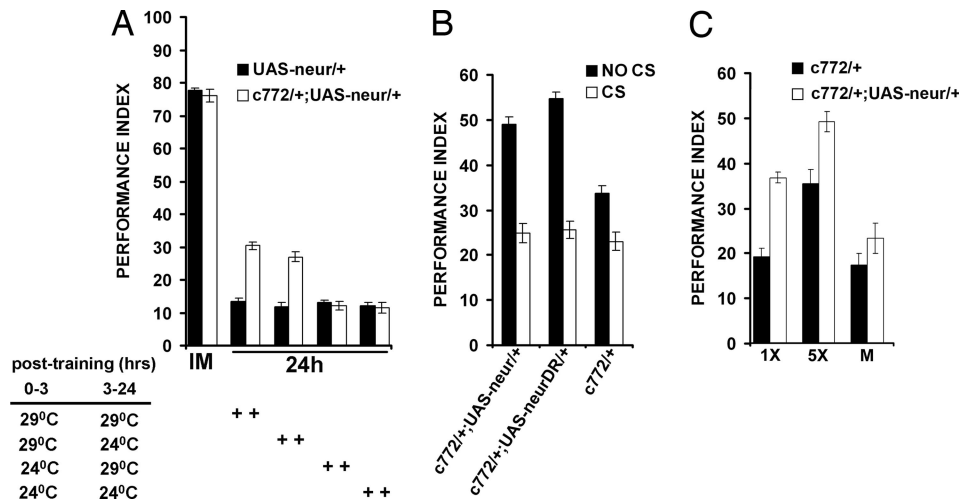 A
PERFORMANCE INDEX
100
90
80
70
60
50
40
30
20
10
0
UAS-neur/+
c772/+;UAS-neur/+
IM
24h
post-training (hrs)
0-3 3-24
29⁰C 29⁰C + +
29⁰C 24⁰C + +
24⁰C 29⁰C + +
24⁰C 24⁰C + +
B
PERFORMANCE INDEX
60
50
40
30
20
10
0
NO CS
CS
c772/+;UAS-neur/+
c772/+;UAS-neurDR/+
c772/+
C
PERFORMANCE INDEX
60
50
40
30
20
10
0
c772/+
c772/+;UAS-neur/+
1X 5X M